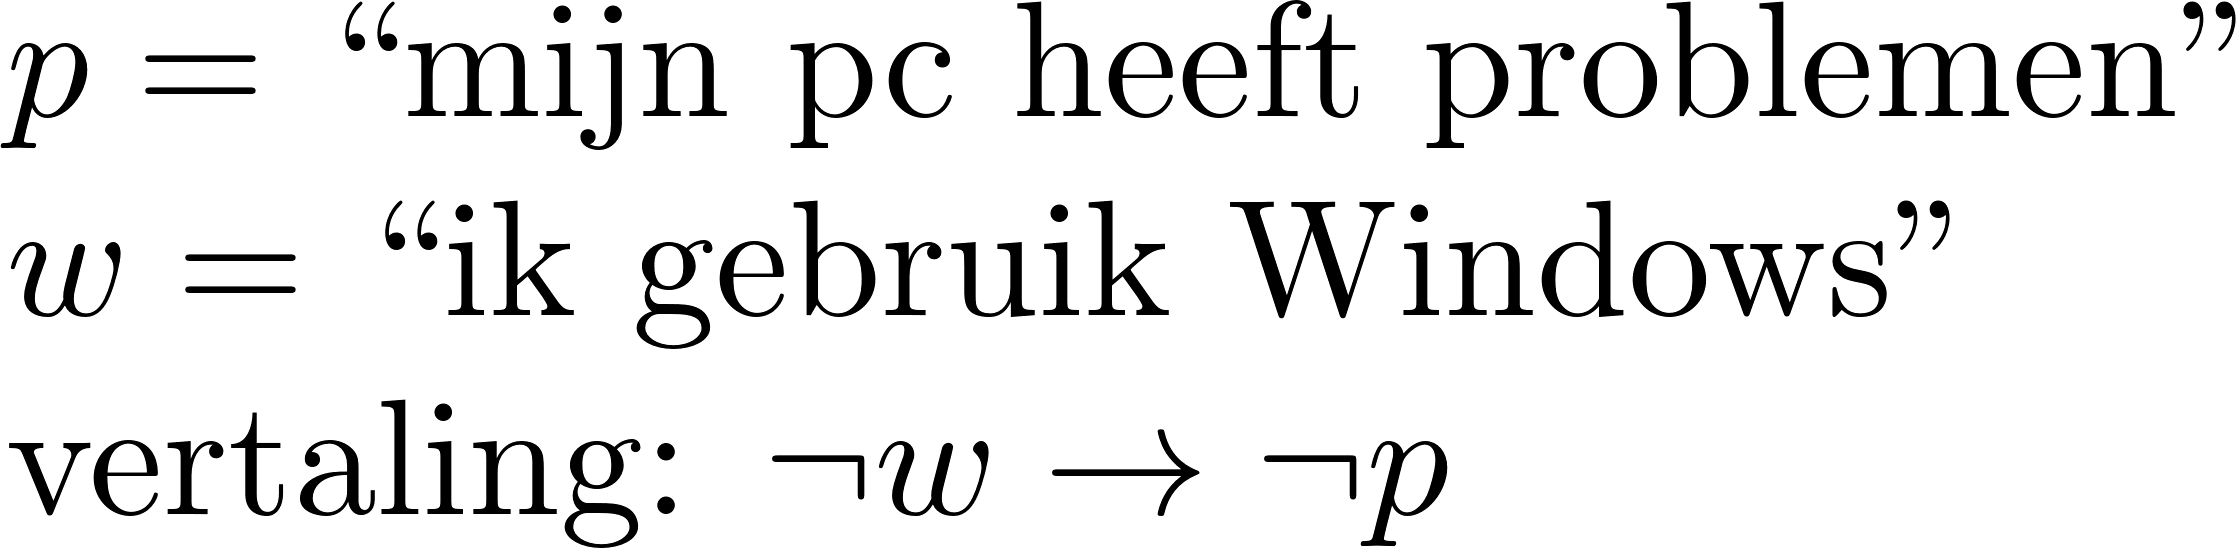 p = “mijn pc heeft problemen”
w = “ik gebruik Windows”
vertaling: ¬w → ¬p